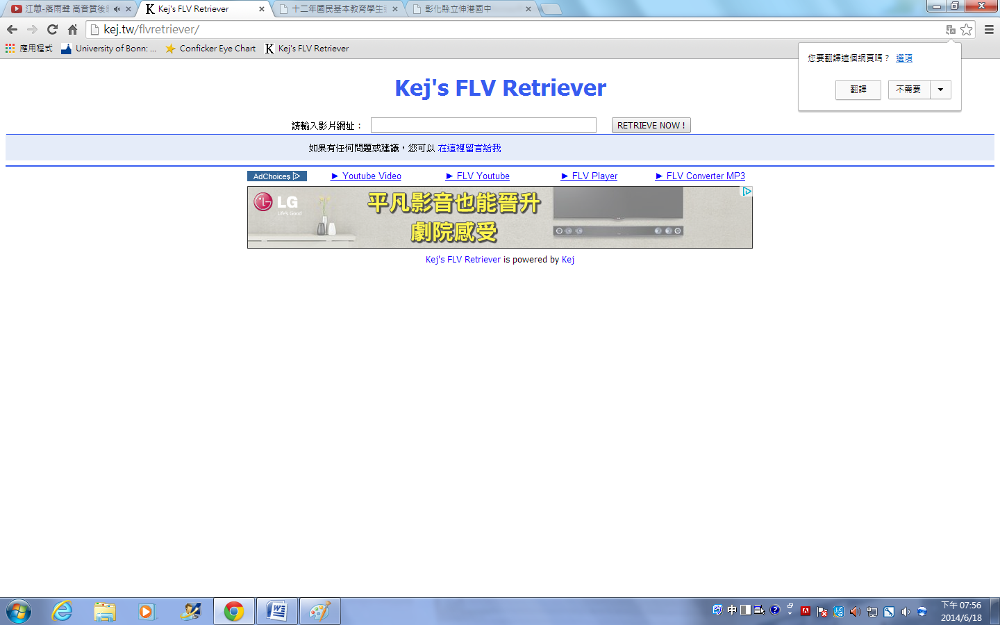 江蕙-落雨聲 高音質後
Kej's FLV Retriever
十二年國民基本教育學生
彰化縣立伸港國中
kej.tw/flvretriever/
應用程式
University of Bonn: ...
Conficker Eye Chart
Kej's FLV Retriever
您要翻譯這個網頁嗎？ 選項
翻譯
不需要
Kej's FLV Retriever
請輸入影片網址：
RETRIEVE NOW !
如果有任何問題或建議，您可以 在這裡留言給我
AdChoices
► Youtube Video
► FLV Youtube
► FLV Player
► FLV Converter MP3
LG
Life's Good
平凡影音也能晉升
劇院感受
Kej's FLV Retriever is powered by Kej
中
下午 07:56
2014/6/18